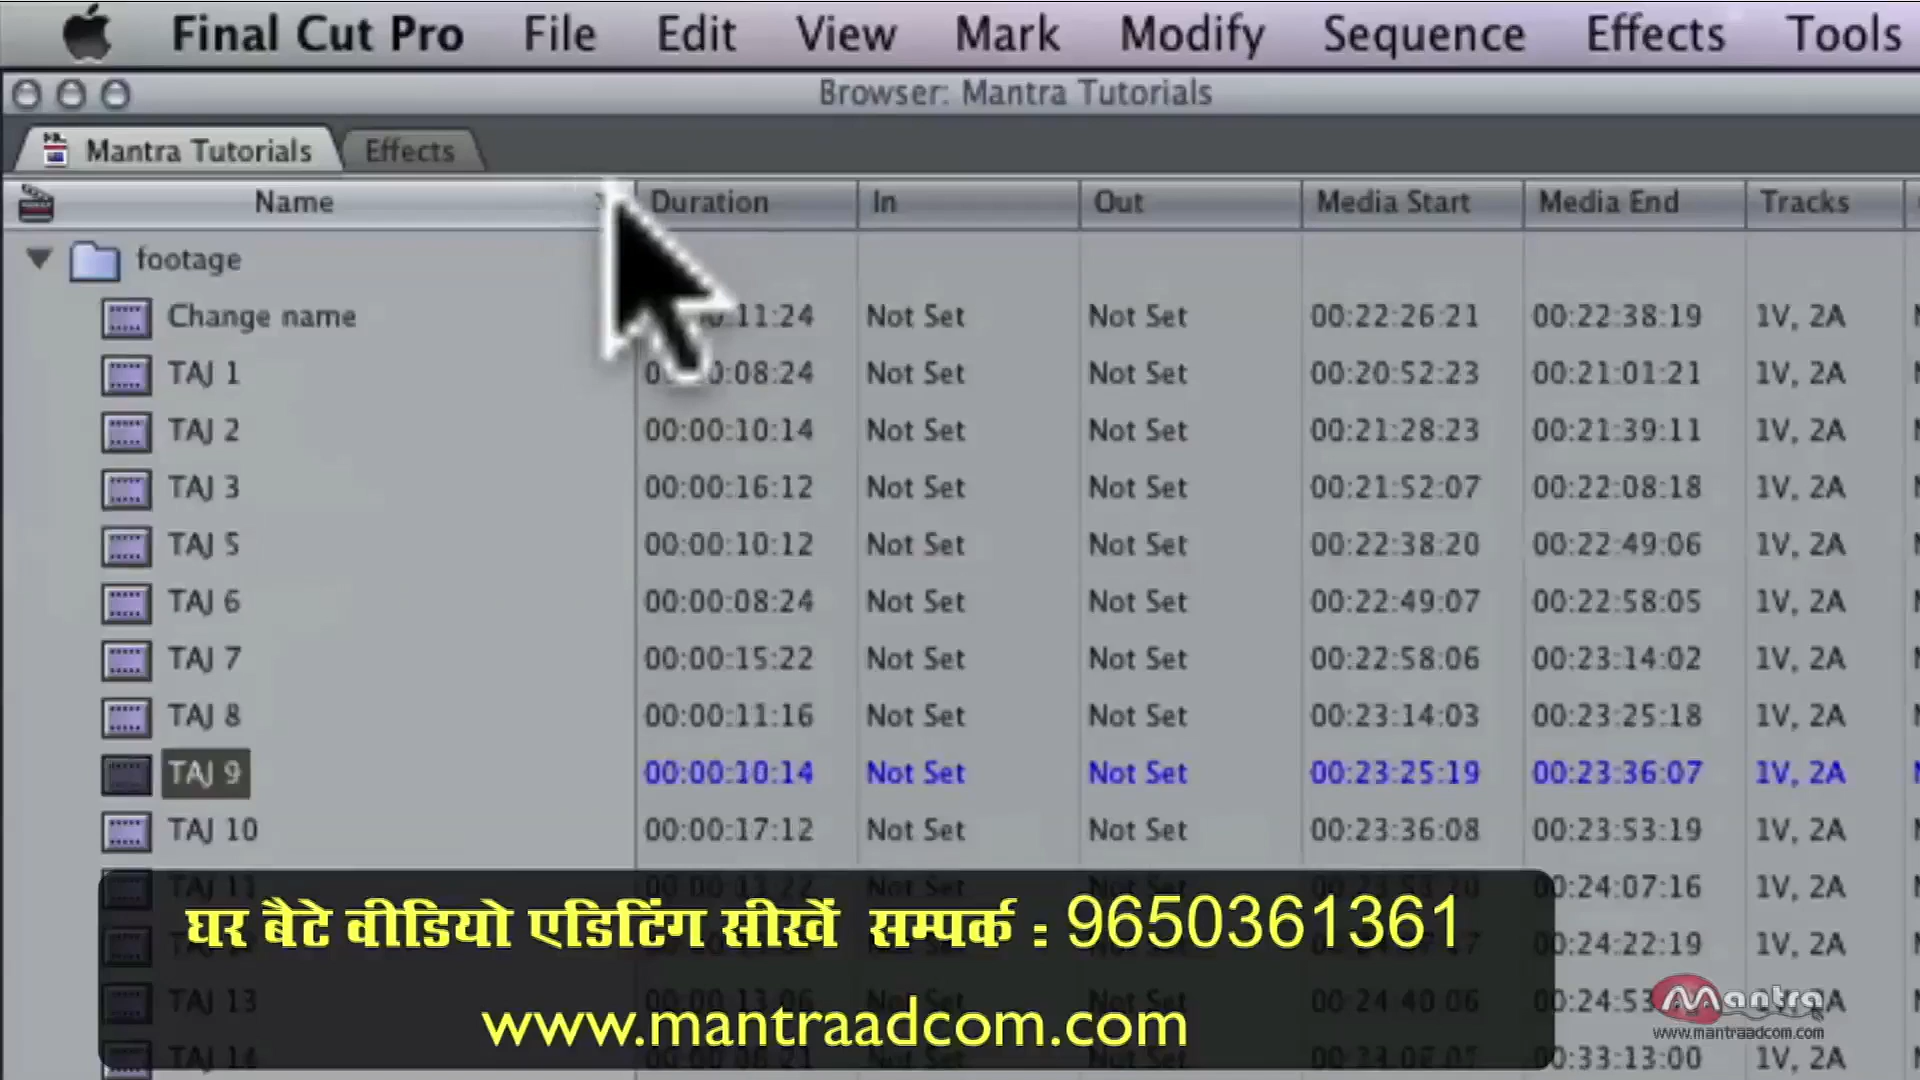 Final Cut Pro File Edit View Mark Modify Sequence Effects Tools
Browser: Mantra Tutorials
Mantra Tutorials Effects
Name Duration In Out Media Start Media End Tracks
footage
Change name 11:24 Not Set Not Set 00:22:26:21 00:22:38:19 1V, 2A
TAJ 1 08:24 Not Set Not Set 00:20:52:23 00:21:01:21 1V, 2A
TAJ 2 00:00:10:14 Not Set Not Set 00:21:28:23 00:21:39:11 1V, 2A
TAJ 3 00:00:16:12 Not Set Not Set 00:21:52:07 00:22:08:18 1V, 2A
TAJ 5 00:00:10:12 Not Set Not Set 00:22:38:20 00:22:49:06 1V, 2A
TAJ 6 00:00:08:24 Not Set Not Set 00:22:49:07 00:22:58:05 1V, 2A
TAJ 7 00:00:15:22 Not Set Not Set 00:22:58:06 00:23:14:02 1V, 2A
TAJ 8 00:00:11:16 Not Set Not Set 00:23:14:03 00:23:25:18 1V, 2A
TAJ 9 00:00:10:14 Not Set Not Set 00:23:25:19 00:23:36:07 1V, 2A
TAJ 10 00:00:17:12 Not Set Not Set 00:23:36:08 00:23:53:19 1V, 2A
TAJ 11 Not Set Not Set 00:24:07:16 1V, 2A
घर बैटे वीडियो एडिटिंग सीखें सम्पर्क : 9650361361
00:24:22:19 1V, 2A
TAJ 13
Mantra
www.mantraadcom.com
www.mantraadcom.com
00:33:13:00 1V, 2A